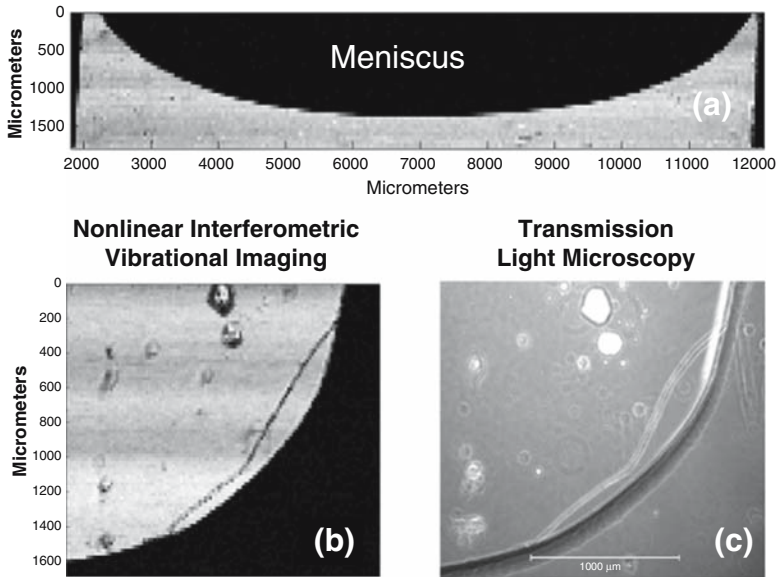 0
500
1000
1500
Micrometers
Meniscus
(a)
2000 3000 4000 5000 6000 7000 8000 9000 10000 11000 12000
Micrometers
Nonlinear Interferometric
Vibrational Imaging
0
200
400
600
800
1000
1200
1400
1600
Micrometers
(b)
Transmission
Light Microscopy
(c)
1000 µm